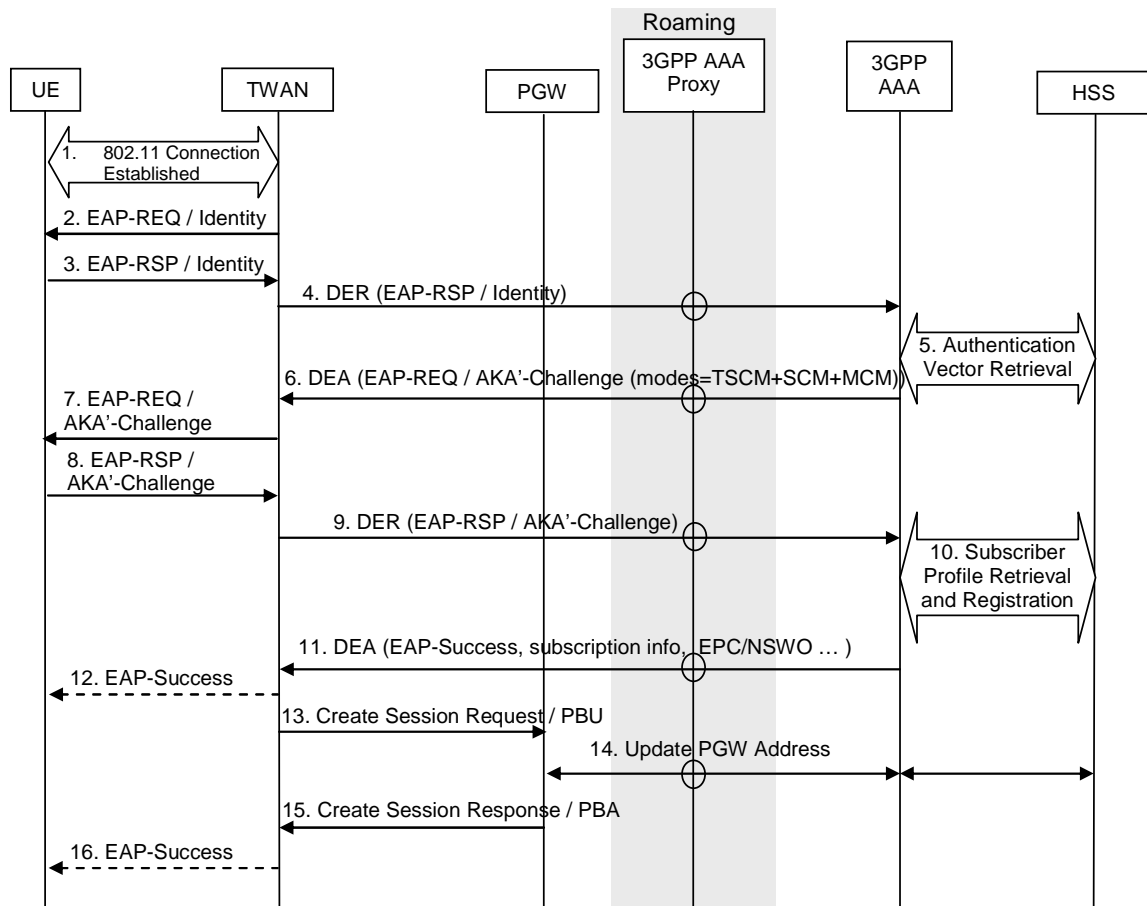 Roaming
UE
TWAN
PGW
3GPP AAA
Proxy
3GPP
AAA
HSS
1. 802.11 Connection
Established
2. EAP-REQ / Identity
3. EAP-RSP / Identity
4. DER (EAP-RSP / Identity)
5. Authentication
Vector Retrieval
6. DEA (EAP-REQ / AKA’-Challenge (modes=TSCM+SCM+MCM))
7. EAP-REQ /
AKA’-Challenge
8. EAP-RSP /
AKA’-Challenge
9. DER (EAP-RSP / AKA’-Challenge)
10. Subscriber
Profile Retrieval
and Registration
11. DEA (EAP-Success, subscription info, EPC/NSWO … )
12. EAP-Success
13. Create Session Request / PBU
14. Update PGW Address
15. Create Session Response / PBA
16. EAP-Success